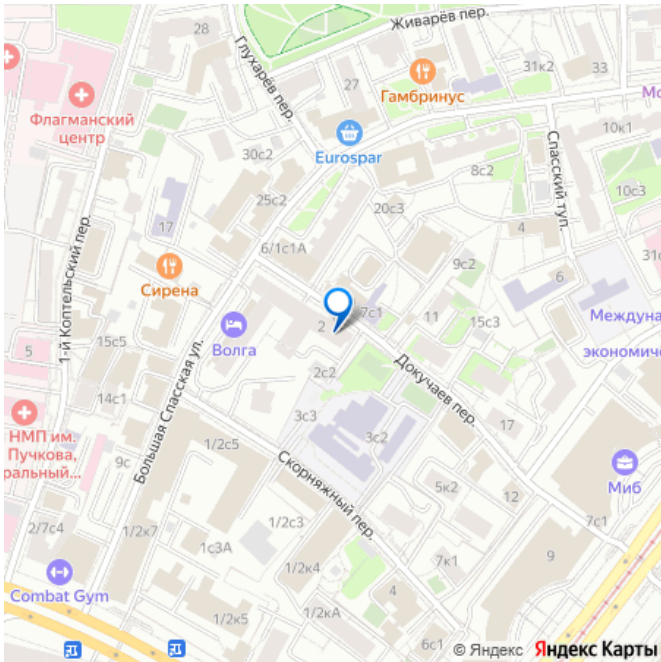 Живарёв пер.
28
Глухарёв пер.
27
31к2
33
Гамбринус
Мо
Флагманский
центр
Eurospar
10к1
30с2
Спасский туп.
8с2
10с3
25с2
20с3
17
4
1-й Коптельский пер.
6/1с1А
9с2
31с
Сирена
6
7с1
Междуна
2
11
15с3
Волга
экономиче
5
15с5
Докучаев пер.
2с2
14с1
Большая Спасская ул.
3с3
17
НМП им.
Пучкова,
ральный...
1/2с5
3с2
9с
Скорняжный пер.
Миб
5к2
12
2/7с4
1/2к7
1/2с3
7с1
1с3А
7к1
9
1/2к4
Combat Gym
4
1/2кА
1/2к5
6с1
© Яндекс Яндекс Карты